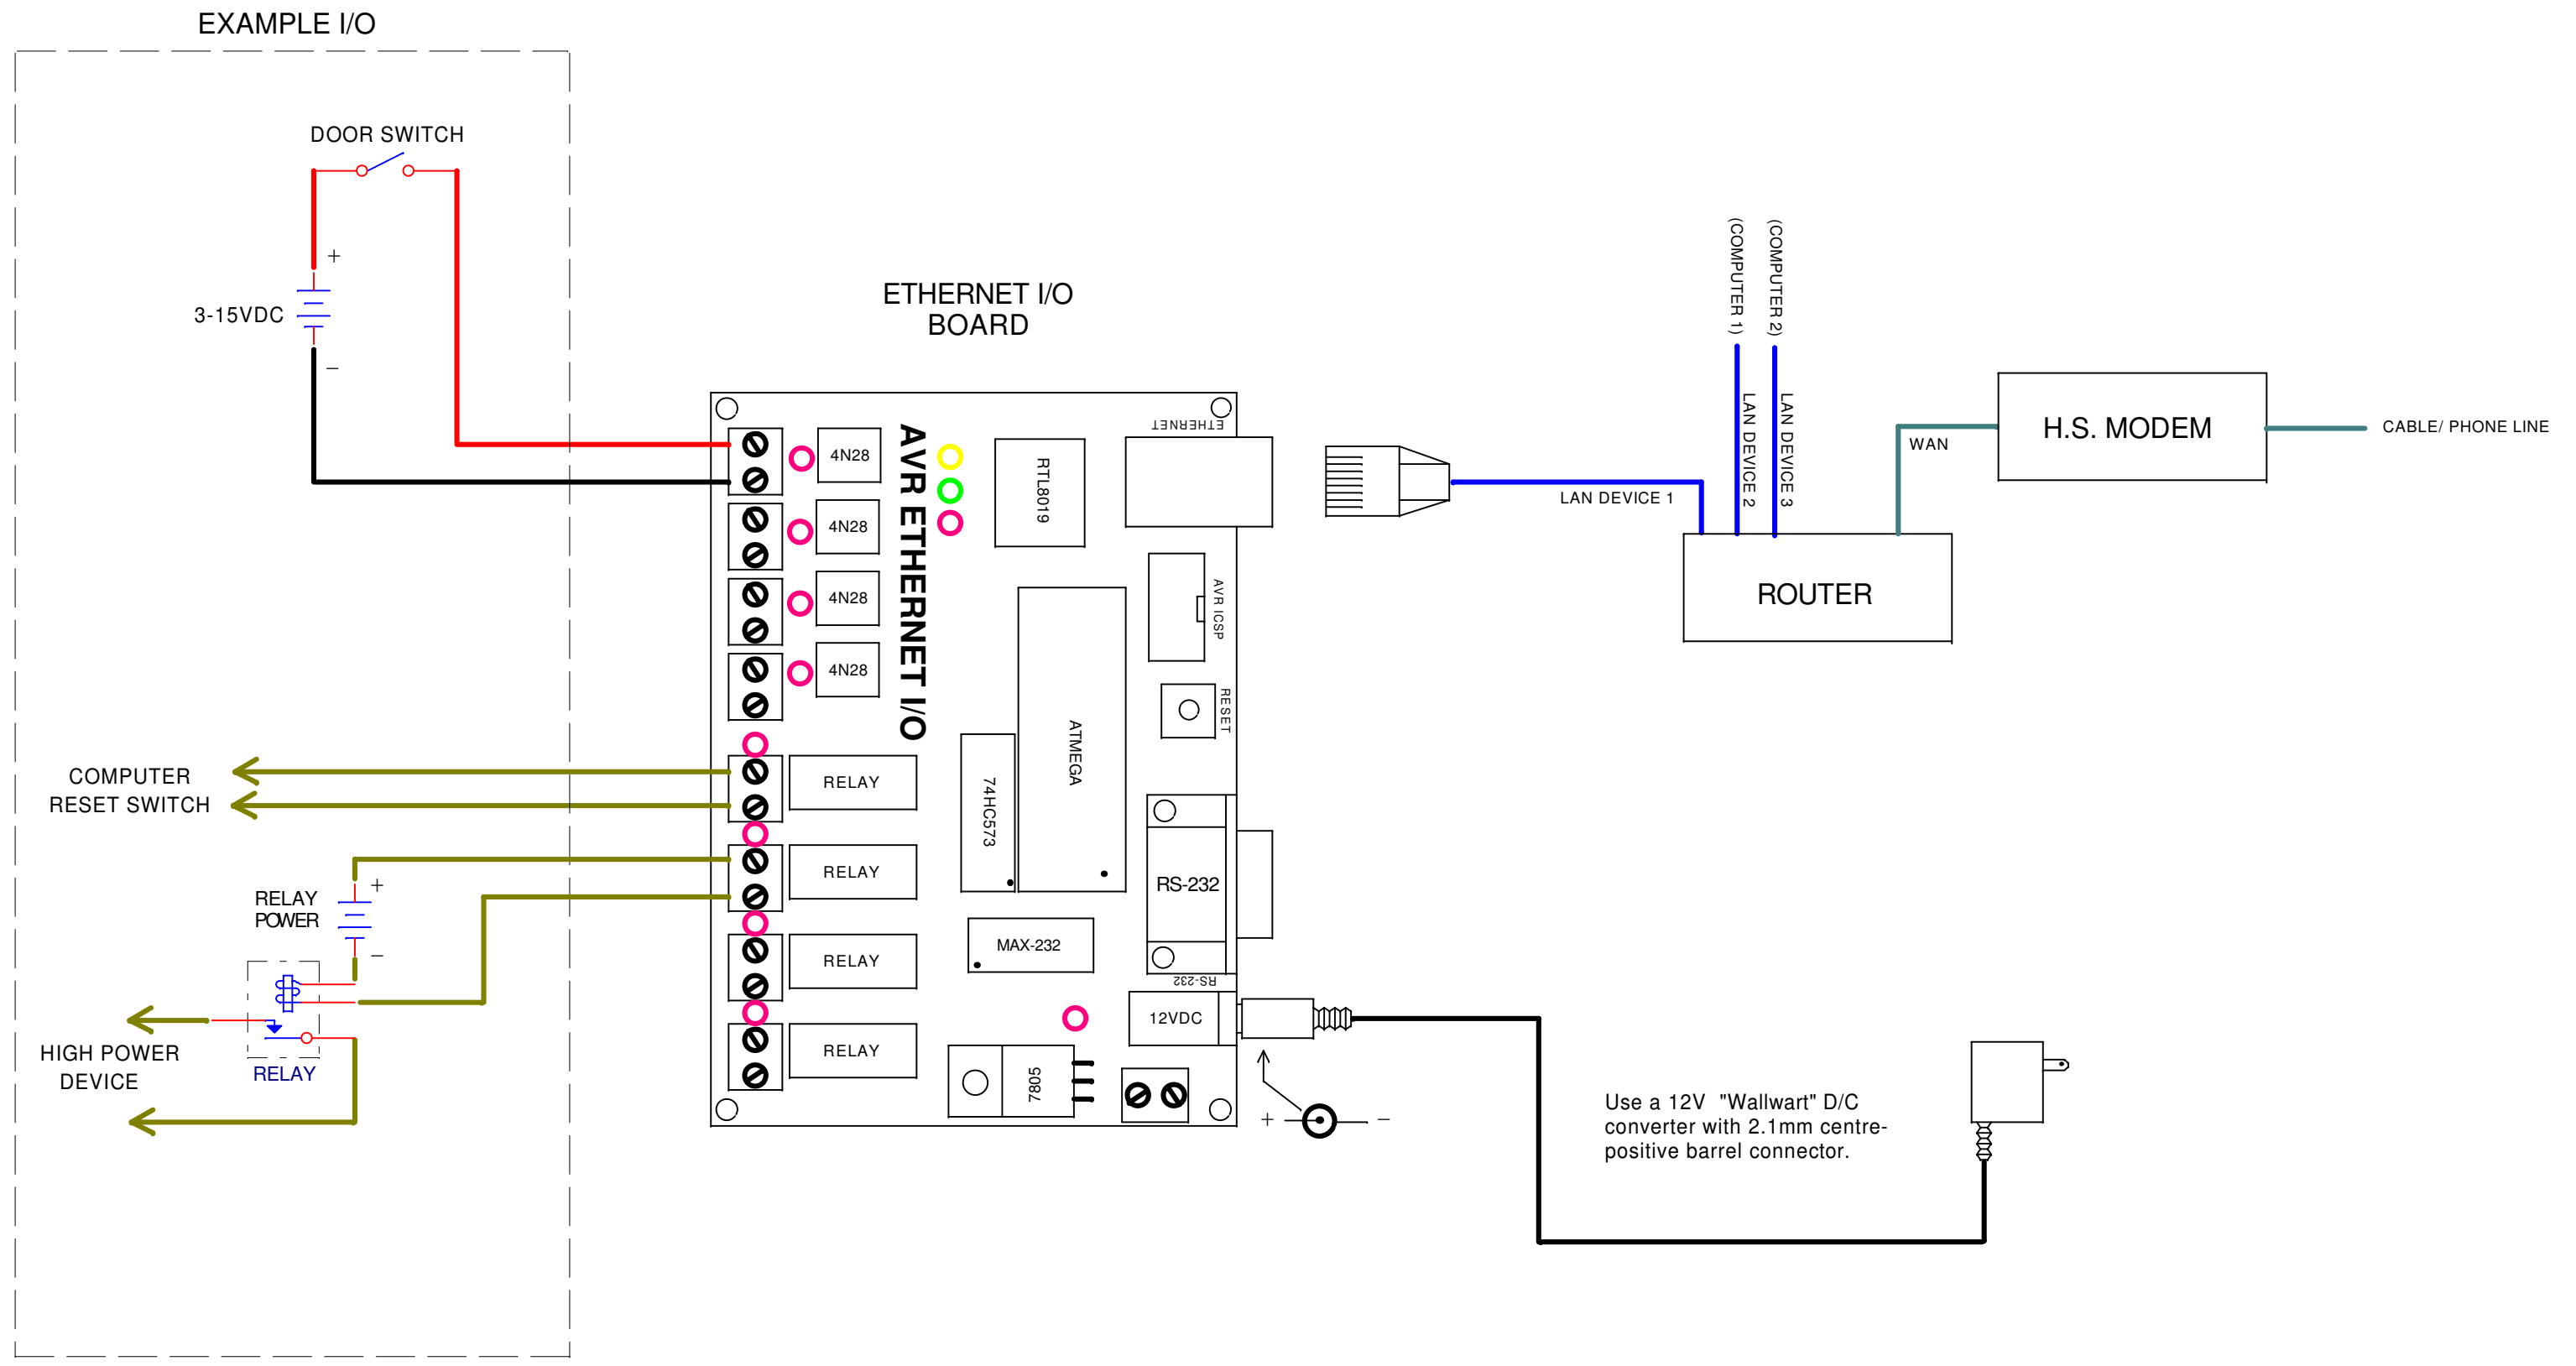 EXAMPLE I/O
DOOR SWITCH
+
3-15VDC
–
COMPUTER
RESET SWITCH
RELAY
POWER
+
–
HIGH POWER
DEVICE
RELAY
ETHERNET I/O
BOARD
AVR ETHERNET I/O
4N28
4N28
4N28
4N28
RELAY
RELAY
RELAY
RELAY
RTL8019
ETHERNET
AVR ICSP
RESET
ATMEGA
74HC573
MAX-232
RS-232
RS-232
12VDC
7805
+ –
LAN DEVICE 1
(COMPUTER 1)
LAN DEVICE 2
(COMPUTER 2)
LAN DEVICE 3
WAN
ROUTER
H.S. MODEM
CABLE/ PHONE LINE
Use a 12V "Wallwart" D/C
converter with 2.1mm centre-
positive barrel connector.